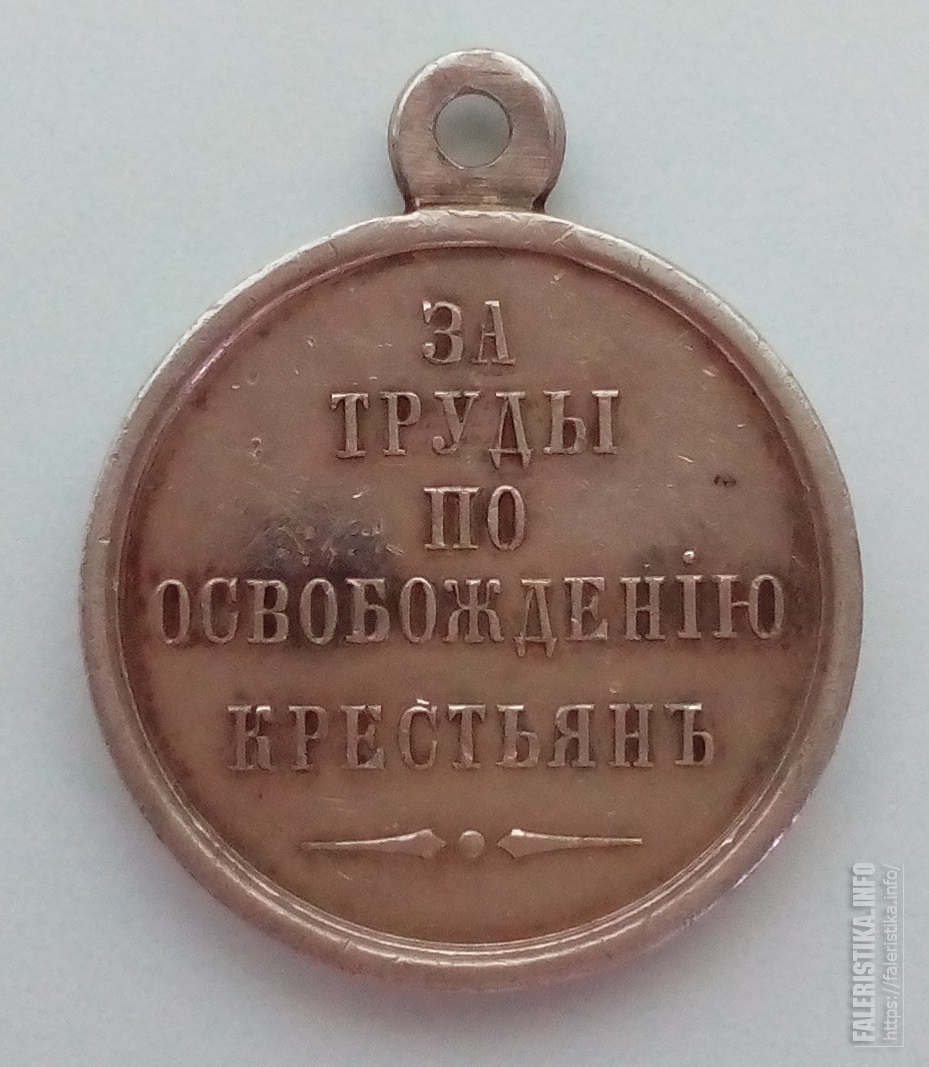 ЗА
ТРУДЫ
ПО
ОСВОБОЖДЕНІЮ
КРЕСТЬЯНЪ
FALERISTIKA.INFO
https://faleristika.info/